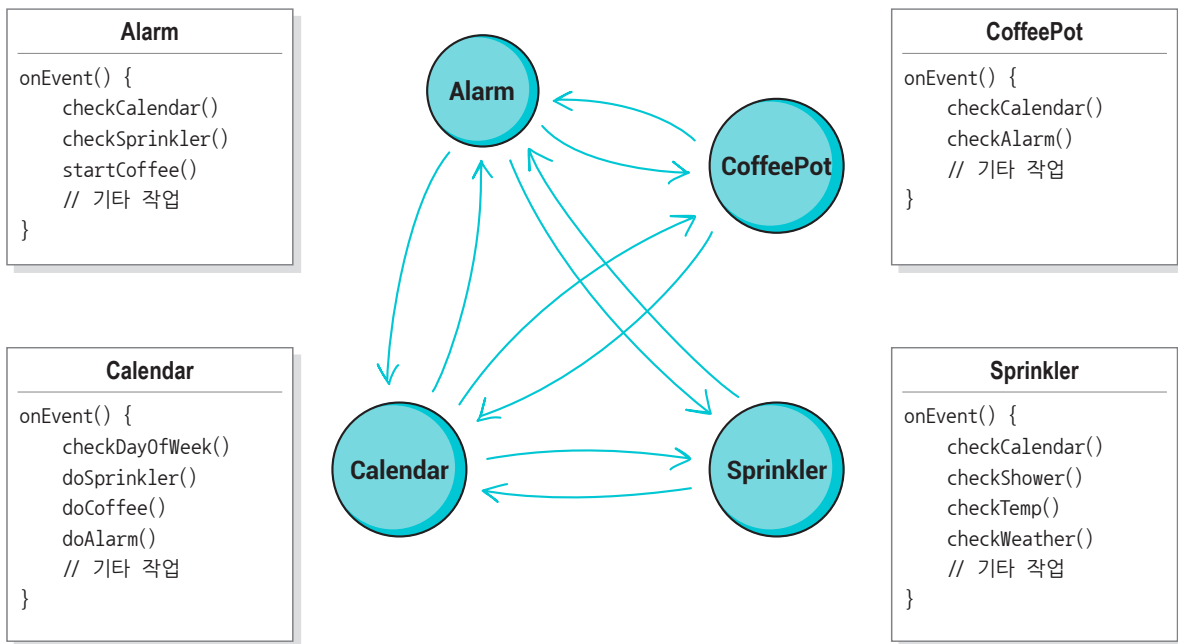 Alarm
onEvent() {
checkCalendar()
checkSprinkler()
startCoffee()
// 기타 작업
}
Alarm
CoffeePot
CoffeePot
onEvent() {
checkCalendar()
checkAlarm()
// 기타 작업
}
Calendar
onEvent() {
checkDayOfWeek()
doSprinkler()
doCoffee()
doAlarm()
// 기타 작업
}
Calendar
Sprinkler
Sprinkler
onEvent() {
checkCalendar()
checkShower()
checkTemp()
checkWeather()
// 기타 작업
}